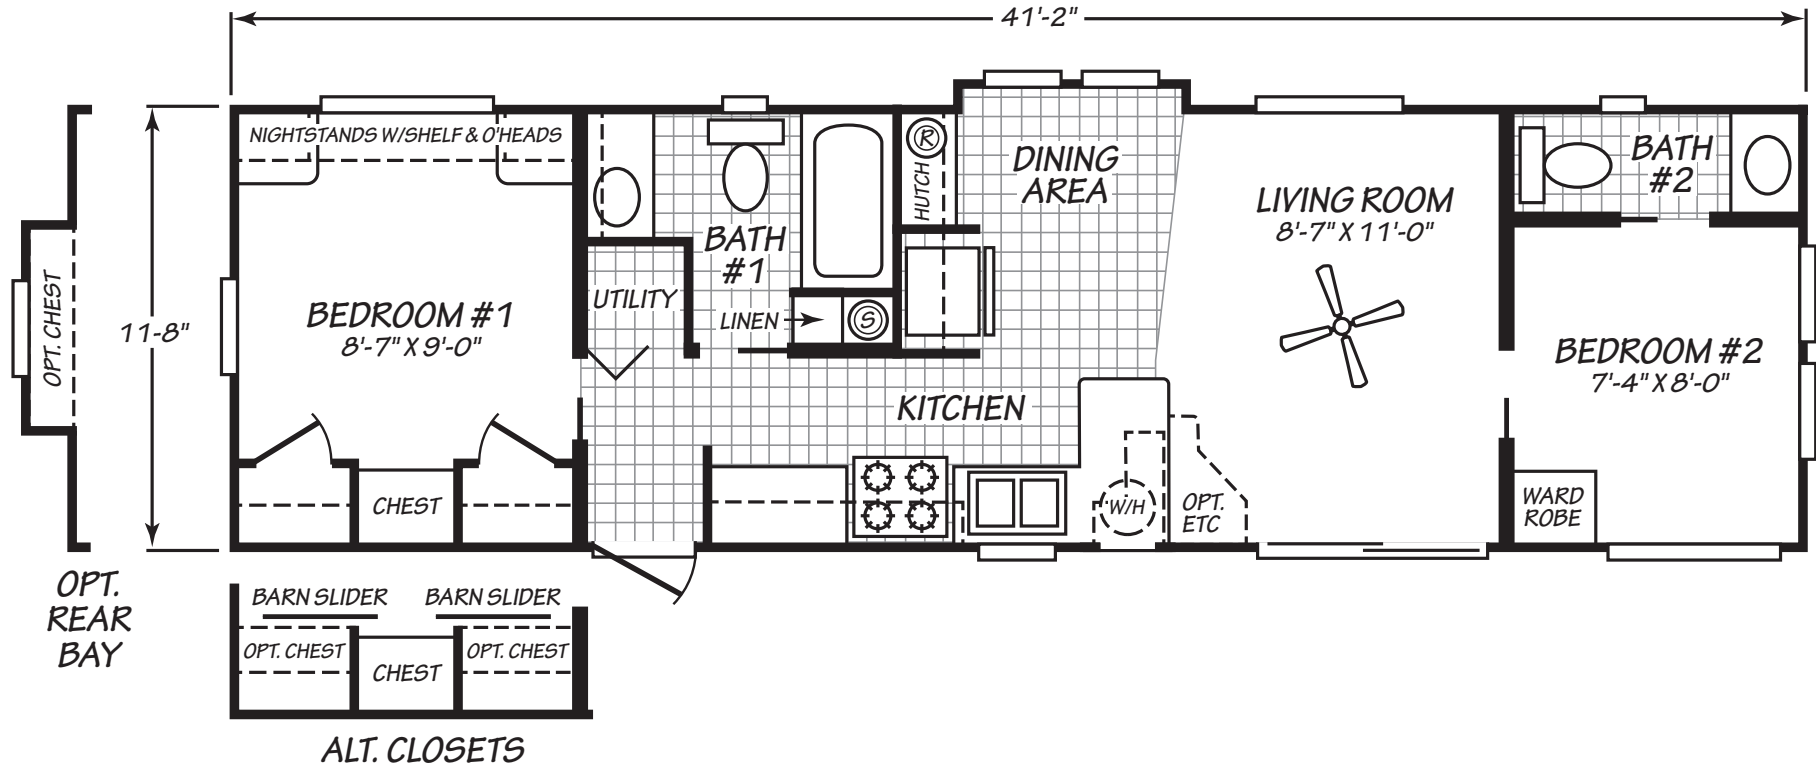 41'-2"
NIGHTSTANDS W/SHELF & O'HEADS
R
HUTCH
DINING
AREA
BATH
#2
LIVING ROOM
8'-7" X 11'-0"
BATH
#1
OPT. CHEST
11-8"
BEDROOM #1
8'-7" X 9'-0"
UTILITY
LINEN
S
BEDROOM #2
7'-4" X 8'-0"
KITCHEN
CHEST
W/H
OPT.
ETC
WARD
ROBE
OPT.
REAR
BAY
BARN SLIDER
BARN SLIDER
OPT. CHEST
CHEST
OPT. CHEST
ALT. CLOSETS